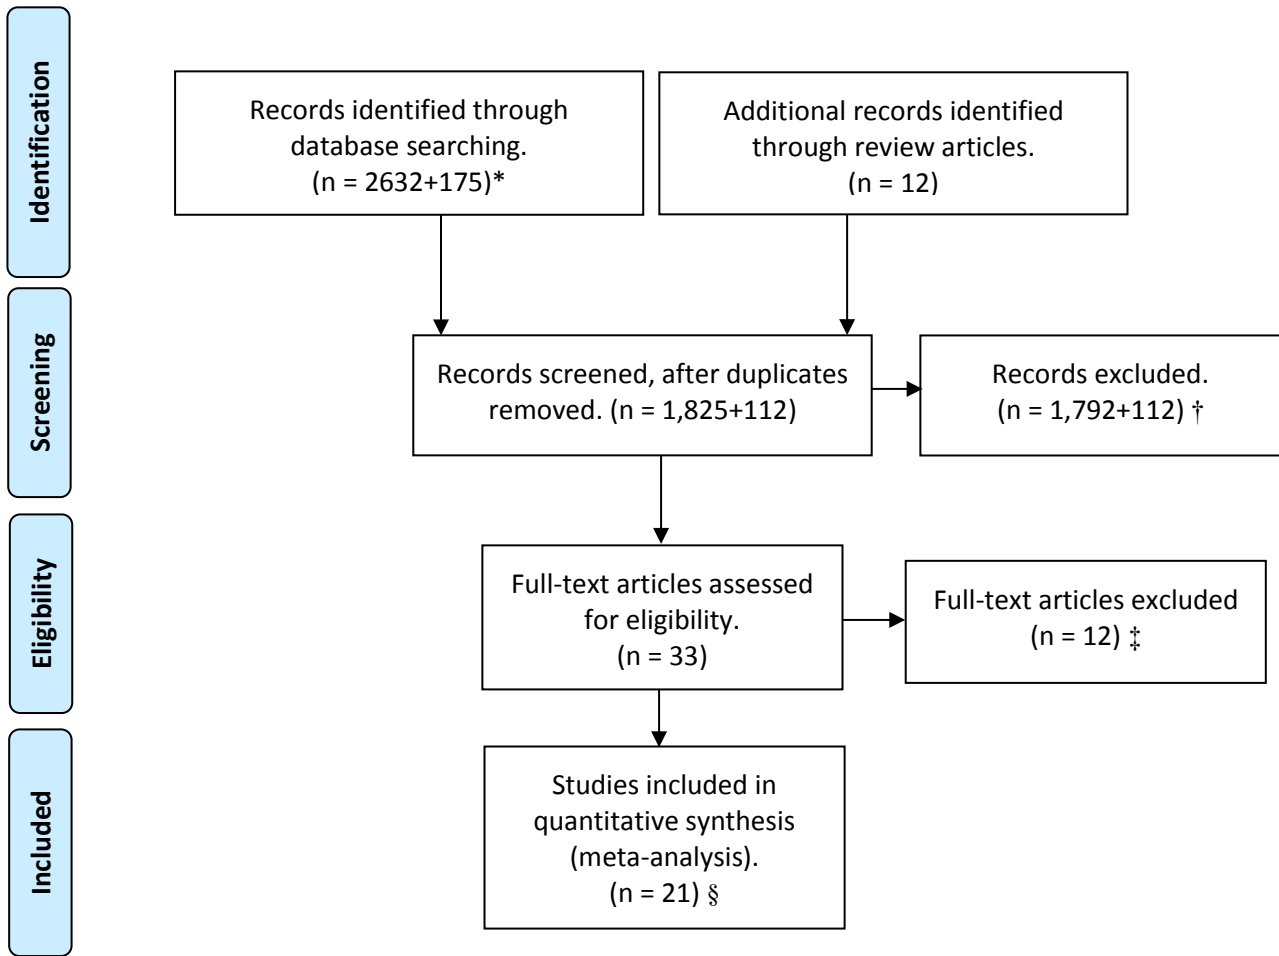 Identification
Records identified through
database searching.
(n = 2632+175)*
Additional records identified
through review articles.
(n = 12)
Screening
Records screened, after duplicates
removed. (n = 1,825+112)
Records excluded.
(n = 1,792+112) †
Eligibility
Full-text articles assessed
for eligibility.
(n = 33)
Full-text articles excluded
(n = 12) ‡
Included
Studies included in
quantitative synthesis
(meta-analysis).
(n = 21) §